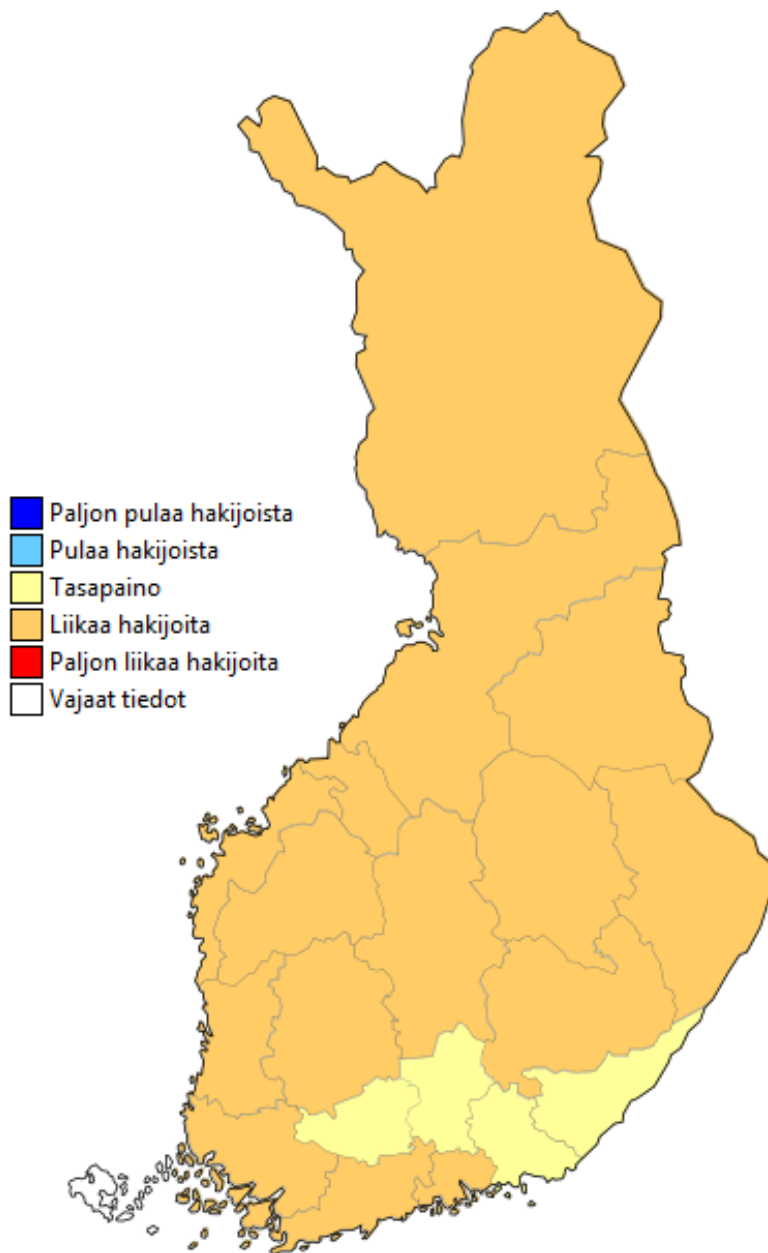 Paljon pulaa hakijoista
Pulaa hakijoista
Tasapaino
Liikaa hakijoita
Paljon liikaa hakijoita
Vajaat tiedot